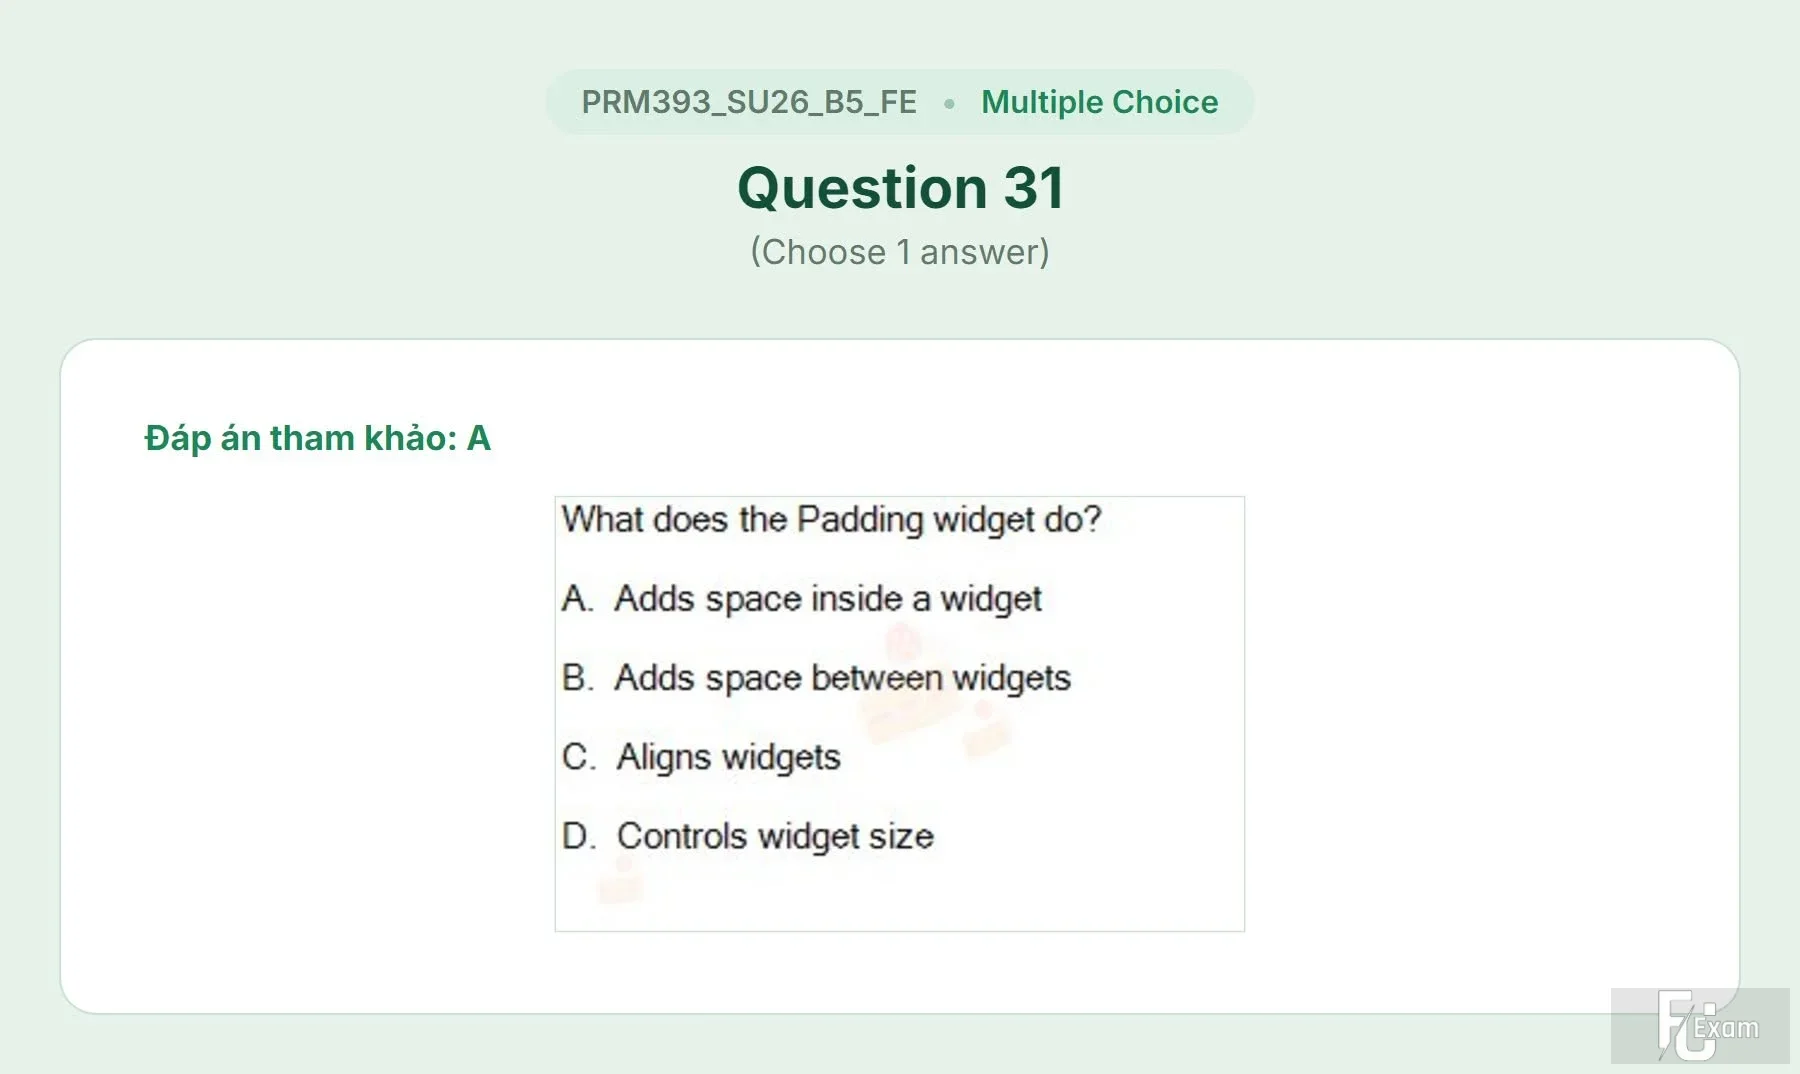 PRM393_SU26_B5_FE • Multiple Choice
Question 31
(Choose 1 answer)
Đáp án tham khảo: A
What does the Padding widget do?
A. Adds space inside a widget
B. Adds space between widgets
C. Aligns widgets
D. Controls widget size
FU Exam